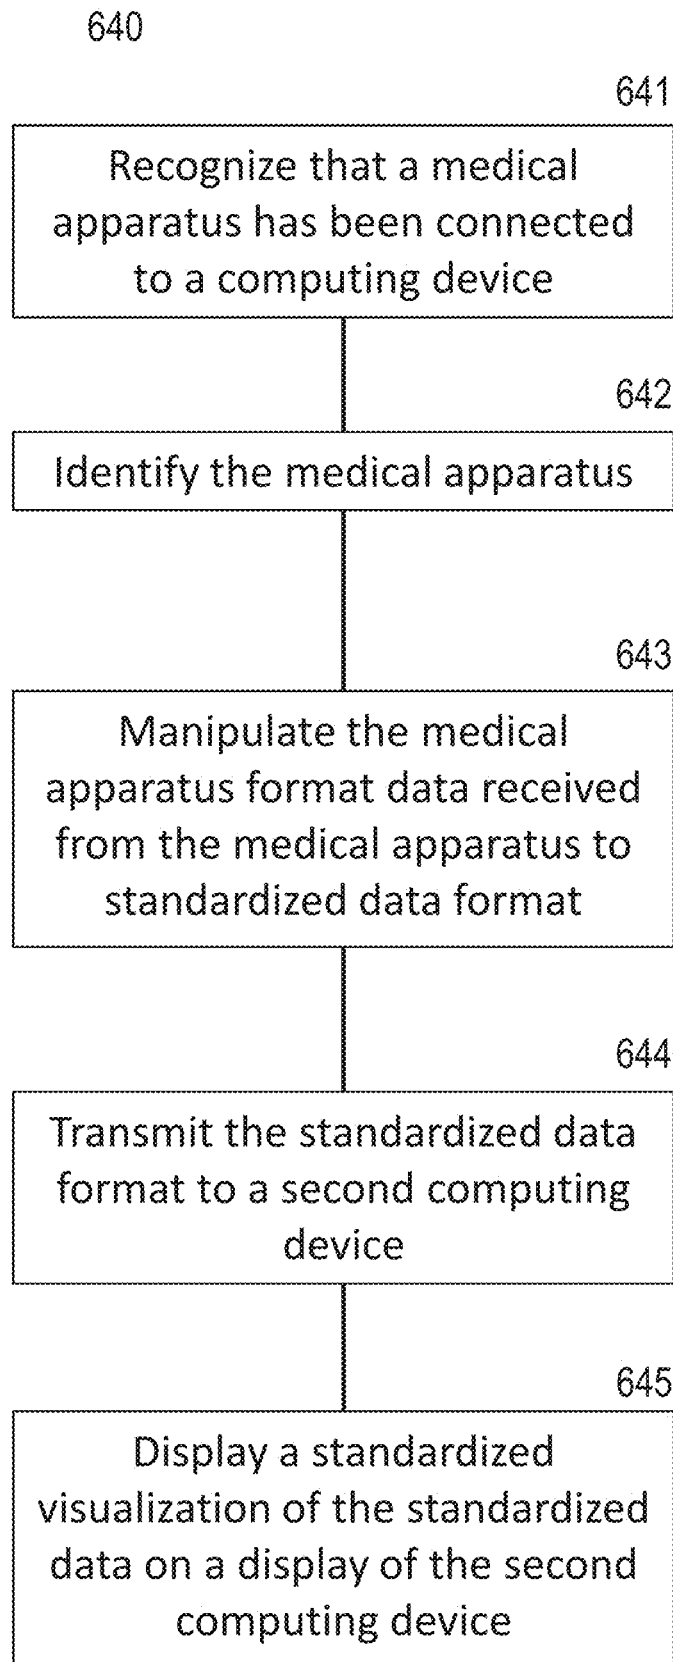 640
641
Recognize that a medical
apparatus has been connected
to a computing device
642
Identify the medical apparatus
643
Manipulate the medical
apparatus format data received
from the medical apparatus to
standardized data format
644
Transmit the standardized data
format to a second computing
device
645
Display a standardized
visualization of the standardized
data on a display of the second
computing device